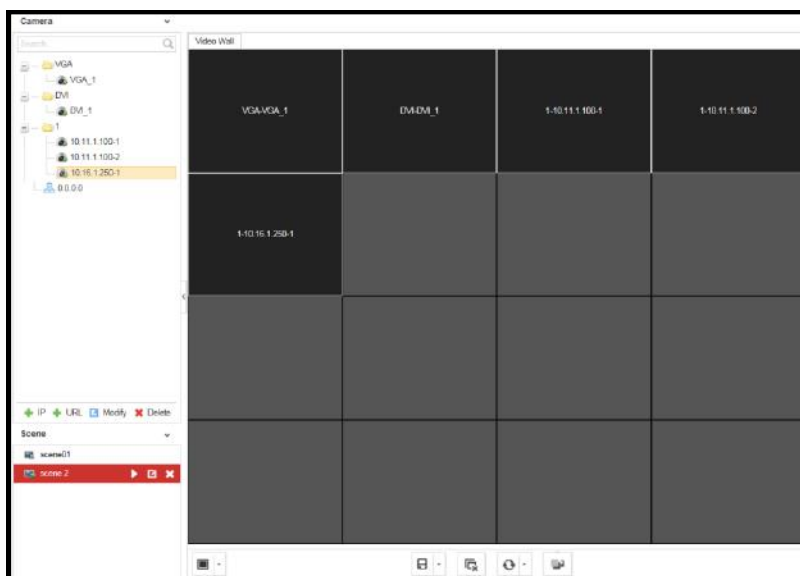 Camera
Search
Video Wall
VGA
VGA_1
DVI
DVI_1
1
10.11.1.100-1
10.11.1.100-2
10.16.1.250-1
0.0.0.0
IP URL Modify Delete
Scene
scene01
scene 2
VGA-VGA_1 DVI-DVI_1 1-10.11.1.100-1 1-10.11.1.100-2
1-10.16.1.250-1